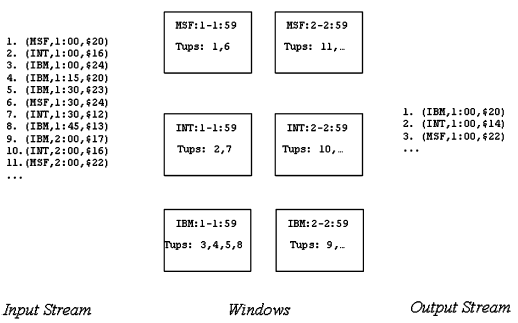 1. (MSF,1:00,$20)
2. (INT,1:00,$16)
3. (IBM,1:00,$24)
4. (IBM,1:15,$20)
5. (IBM,1:30,$23)
6. (MSF,1:30,$24)
7. (INT,1:30,$12)
8. (IBM,1:45,$13)
9. (IBM,2:00,$17)
10.(INT,2:00,$16)
11.(MSF,2:00,$22)
...
Input Stream
MSF:1-1:59
Tups: 1,6
MSF:2-2:59
Tups: 11,…
INT:1-1:59
Tups: 2,7
INT:2-2:59
Tups: 10,…
IBM:1-1:59
Tups: 3,4,5,8
IBM:2-2:59
Tups: 9,…
Windows
1. (IBM,1:00,$20)
2. (INT,1:00,$14)
3. (MSF,1:00,$22)
...
Output Stream